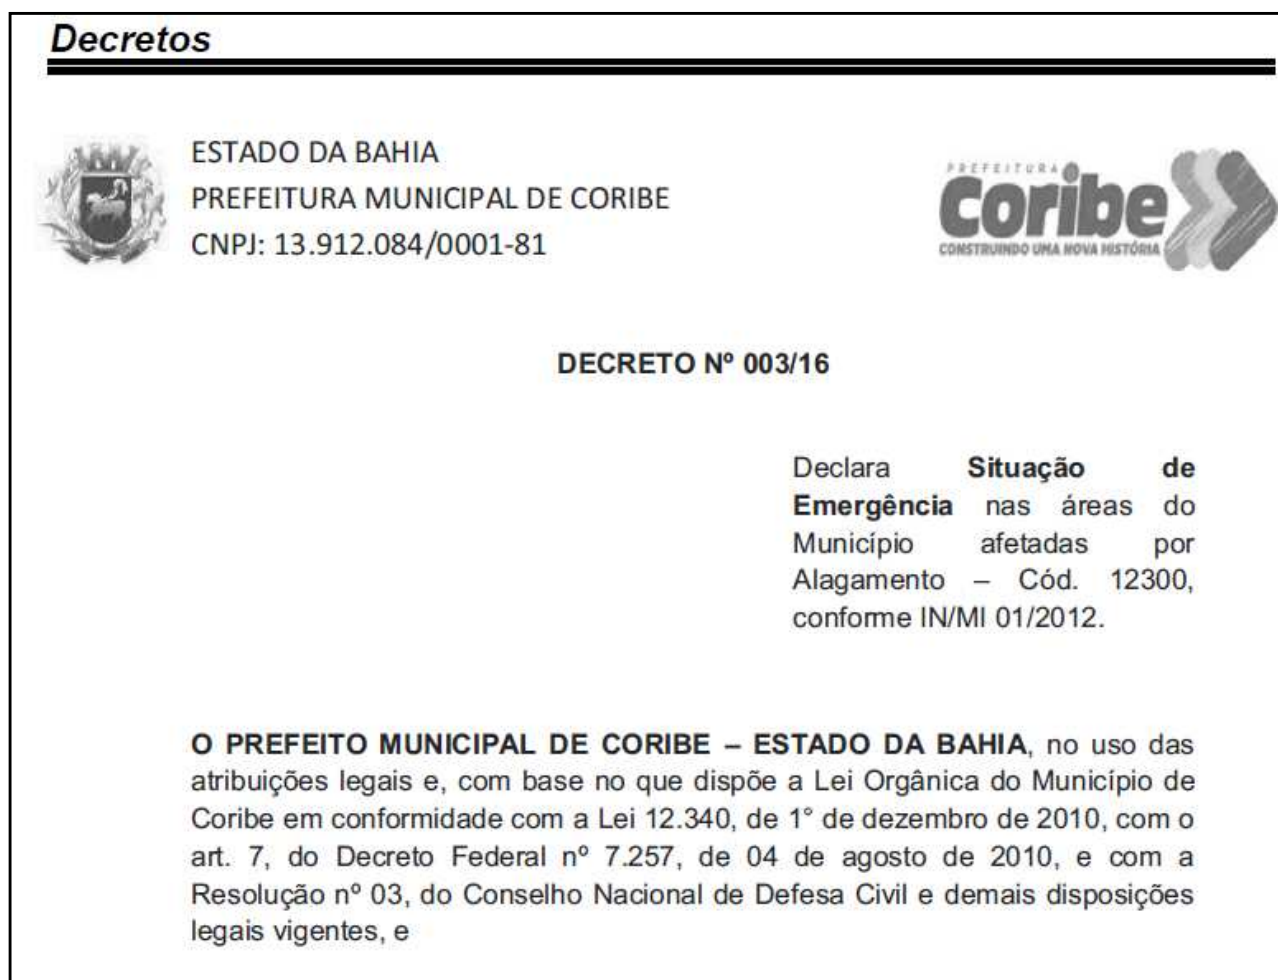 Decretos
ESTADO DA BAHIA
PREFEITURA MUNICIPAL DE CORIBE
CNPJ: 13.912.084/0001-81
PREFEITURA
Coribe
CONSTRUINDO UMA NOVA HISTÓRIA
DECRETO Nº 003/16
Declara Situação de
Emergência nas áreas do
Município afetadas por
Alagamento – Cód. 12300,
conforme IN/MI 01/2012.
O PREFEITO MUNICIPAL DE CORIBE – ESTADO DA BAHIA, no uso das
atribuições legais e, com base no que dispõe a Lei Orgânica do Município de
Coribe em conformidade com a Lei 12.340, de 1° de dezembro de 2010, com o
art. 7, do Decreto Federal nº 7.257, de 04 de agosto de 2010, e com a
Resolução nº 03, do Conselho Nacional de Defesa Civil e demais disposições
legais vigentes, e